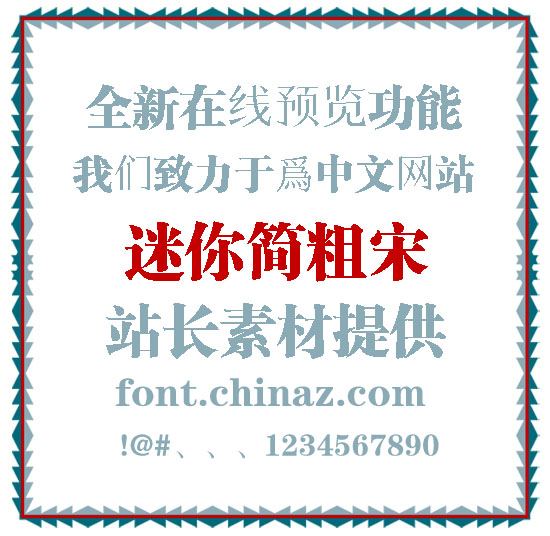 全新在线预览功能
我们致力于爲中文网站
迷你简粗宋
站长素材提供
font.chinaz.com
!@#、、、1234567890